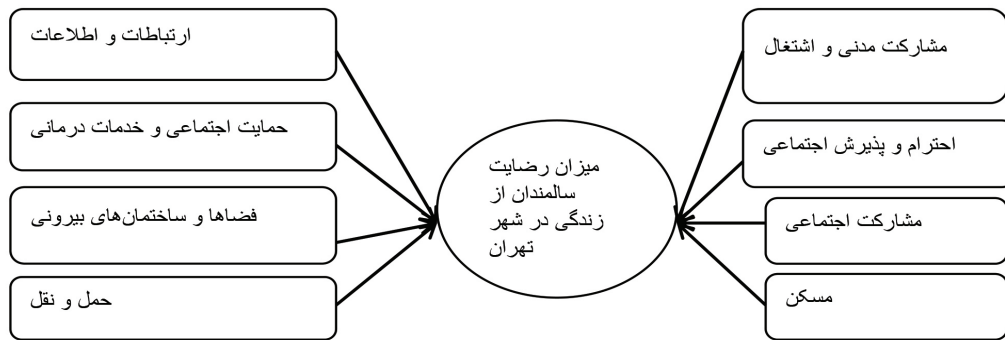 مشارکت مدنی و اشتغال
احترام و پذیرش اجتماعی
مشارکت اجتماعی
مسکن
میزان رضایت
سالمندان از
زندگی در شهر
تهران
ارتباطات و اطلاعات
حمایت اجتماعی و خدمات درمانی
فضاها و ساختمان‌های بیرونی
حمل و نقل